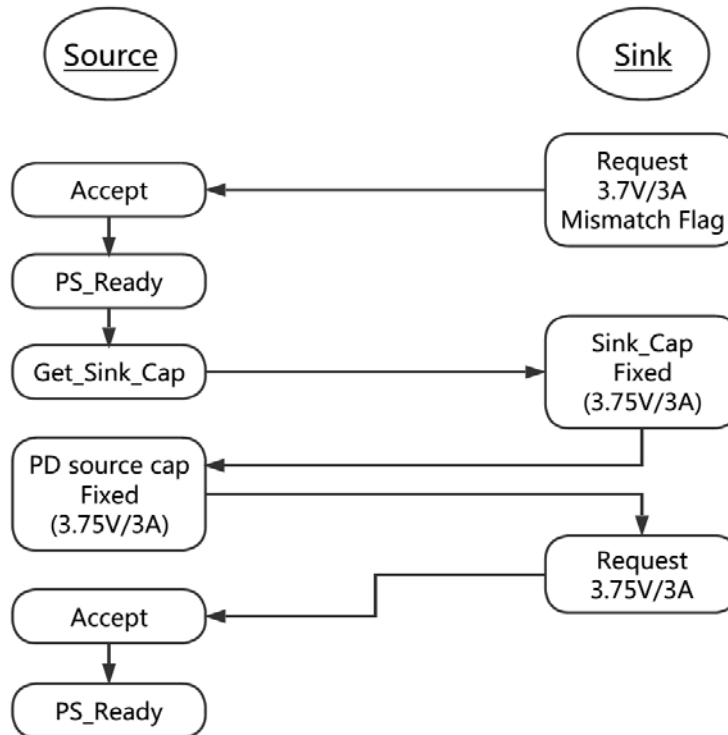 Source
Sink
Request
3.7V/3A
Mismatch Flag
Accept
PS_Ready
Get_Sink_Cap
Sink_Cap
Fixed
(3.75V/3A)
PD source cap
Fixed
(3.75V/3A)
Request
3.75V/3A
Accept
PS_Ready